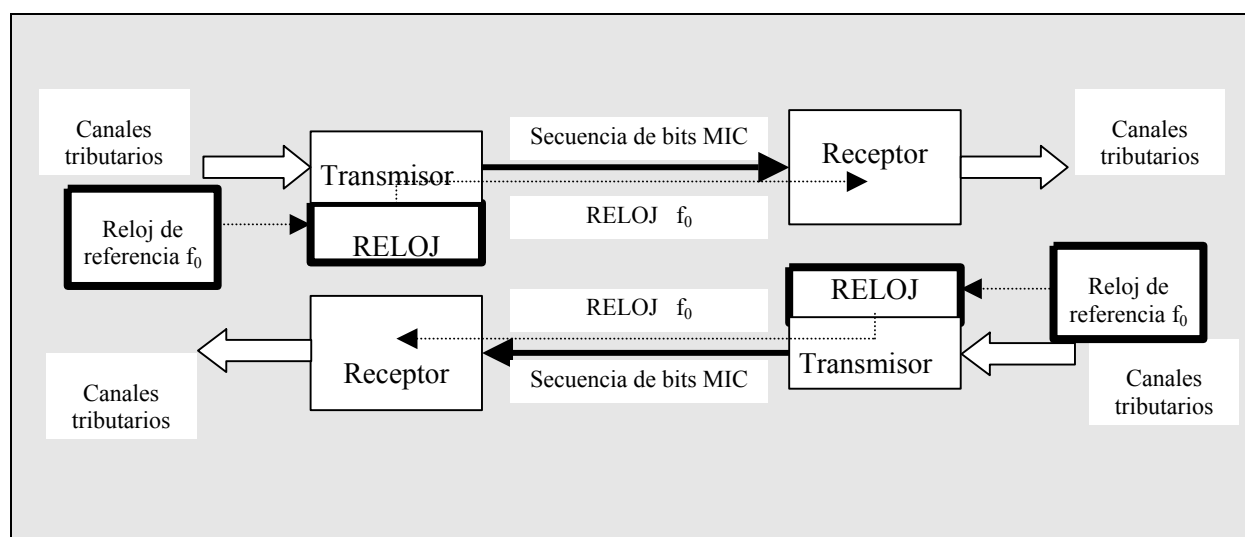 Canales
tributarios
Transmisor
Secuencia de bits MIC
Receptor
Canales
tributarios
Reloj de
referencia f₀
RELOJ
RELOJ f₀
RELOJ f₀
RELOJ
Reloj de
referencia f₀
Canales
tributarios
Receptor
Secuencia de bits MIC
Transmisor
Canales
tributarios